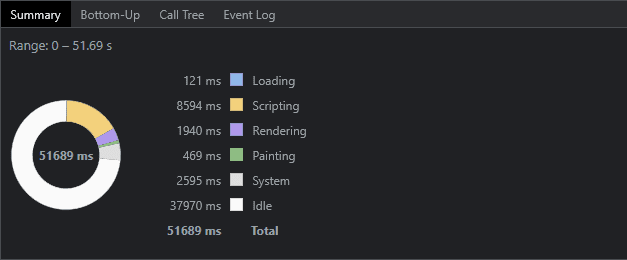 Summary Bottom-Up Call Tree Event Log
Range: 0 – 51.69 s
121 ms Loading
8594 ms Scripting
1940 ms Rendering
51689 ms
469 ms Painting
2595 ms System
37970 ms Idle
51689 ms Total